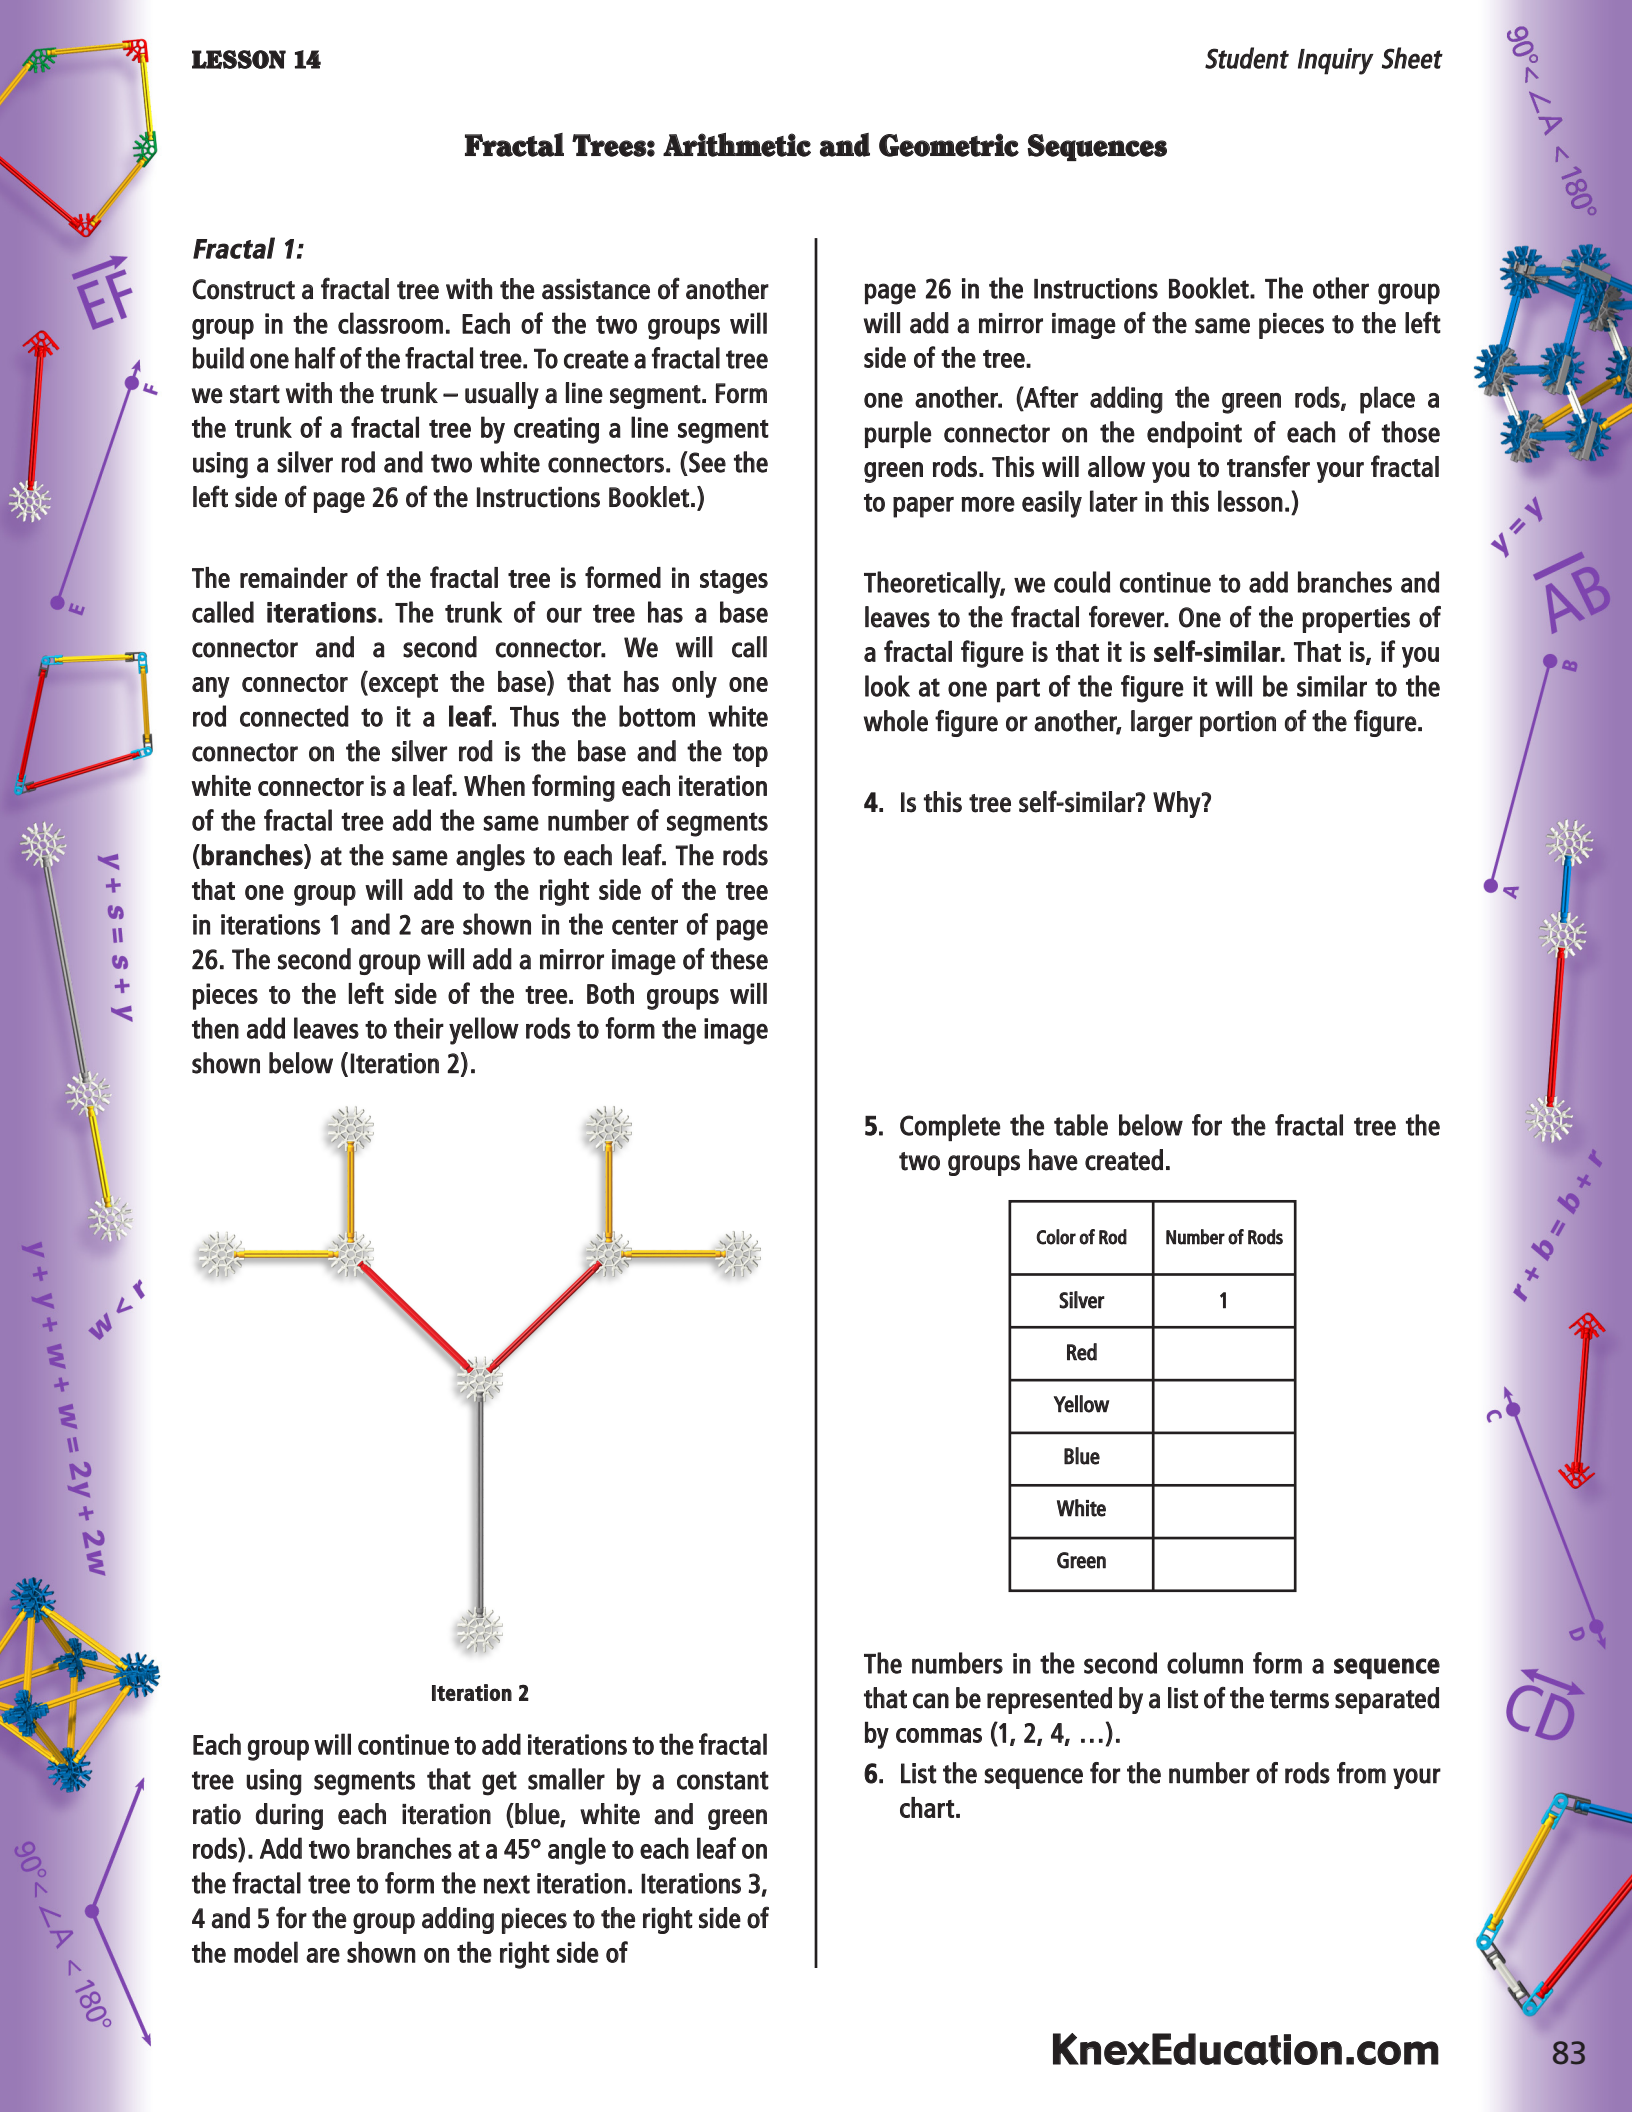 LESSON 14
Student Inquiry Sheet
Fractal Trees: Arithmetic and Geometric Sequences
Fractal 1:
Construct a fractal tree with the assistance of another
group in the classroom. Each of the two groups will
build one half of the fractal tree. To create a fractal tree
we start with the trunk – usually a line segment. Form
the trunk of a fractal tree by creating a line segment
using a silver rod and two white connectors. (See the
left side of page 26 of the Instructions Booklet.)
The remainder of the fractal tree is formed in stages
called iterations. The trunk of our tree has a base
connector and a second connector. We will call
any connector (except the base) that has only one
rod connected to it a leaf. Thus the bottom white
connector on the silver rod is the base and the top
white connector is a leaf. When forming each iteration
of the fractal tree add the same number of segments
(branches) at the same angles to each leaf. The rods
that one group will add to the right side of the tree
in iterations 1 and 2 are shown in the center of page
26. The second group will add a mirror image of these
pieces to the left side of the tree. Both groups will
then add leaves to their yellow rods to form the image
shown below (Iteration 2).
Iteration 2
Each group will continue to add iterations to the fractal
tree using segments that get smaller by a constant
ratio during each iteration (blue, white and green
rods). Add two branches at a 45° angle to each leaf on
the fractal tree to form the next iteration. Iterations 3,
4 and 5 for the group adding pieces to the right side of
the model are shown on the right side of
page 26 in the Instructions Booklet. The other group
will add a mirror image of the same pieces to the left
side of the tree.
one another. (After adding the green rods, place a
purple connector on the endpoint of each of those
green rods. This will allow you to transfer your fractal
to paper more easily later in this lesson.)
Theoretically, we could continue to add branches and
leaves to the fractal forever. One of the properties of
a fractal figure is that it is self-similar. That is, if you
look at one part of the figure it will be similar to the
whole figure or another, larger portion of the figure.
4. Is this tree self-similar? Why?
5. Complete the table below for the fractal tree the
two groups have created.
Color of Rod Number of Rods
Silver 1
Red
Yellow
Blue
White
Green
The numbers in the second column form a sequence
that can be represented by a list of the terms separated
by commas (1, 2, 4, …).
6. List the sequence for the number of rods from your
chart.
KnexEducation.com
83
EF
F
E
y + s = s + y
w < r
y + y + w + w = 2y + 2w
90°< ∠A < 180°
90°< ∠A < 180°
y = y
AB
B
A
r + b = b + r
C
D
CD